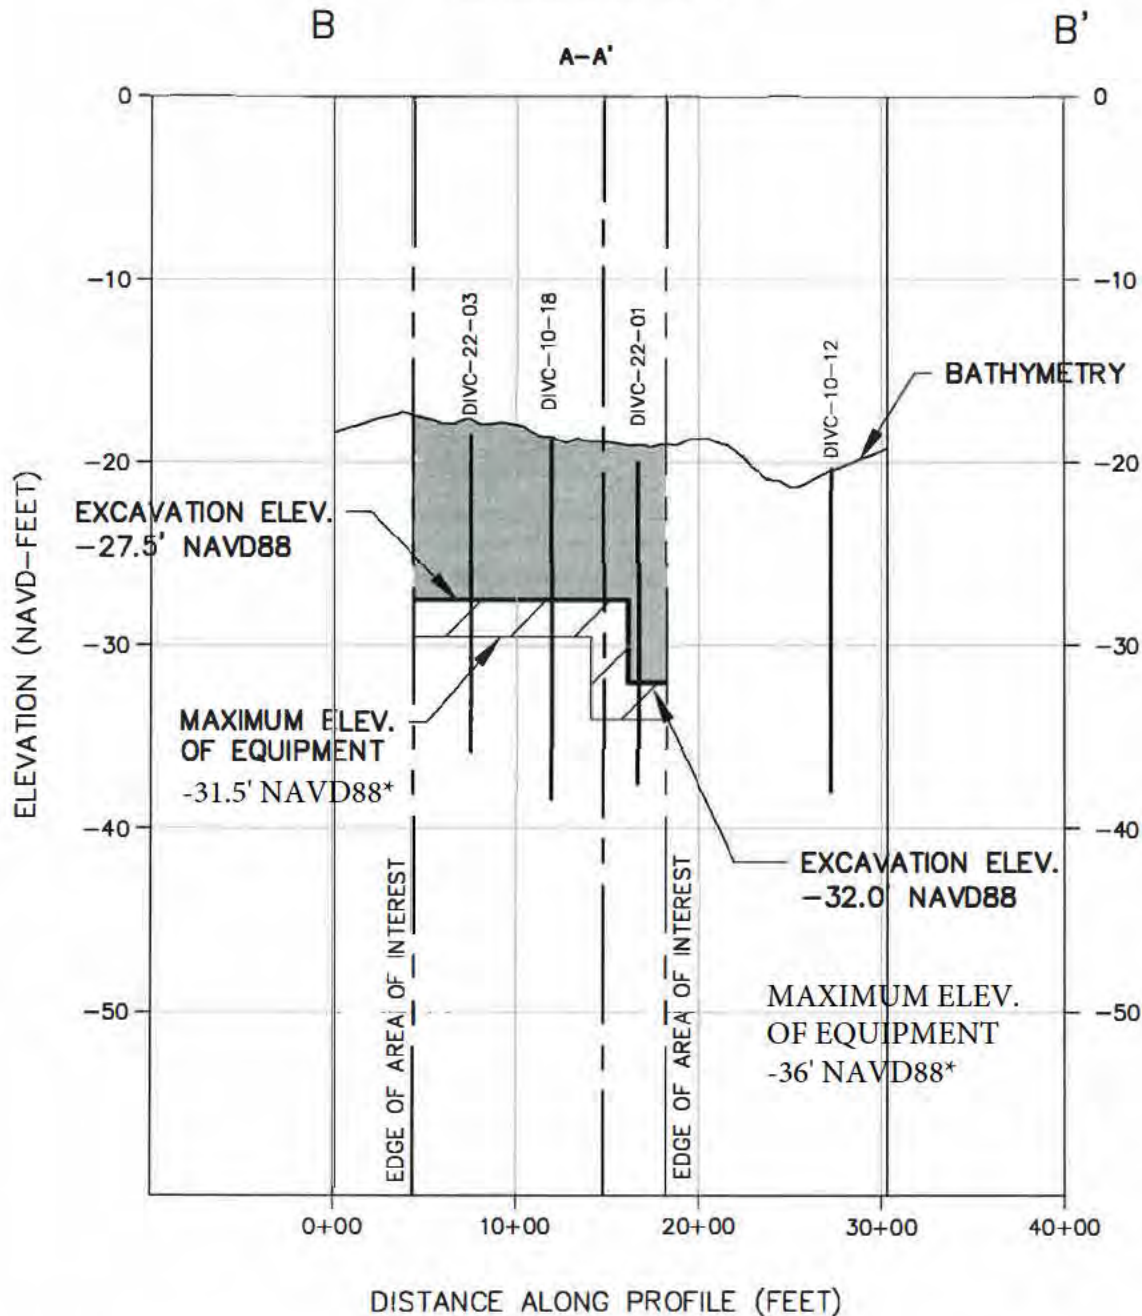 B
B'
A-A'
0
0
-10
-10
DIVC-22-03
DIVC-10-18
DIVC-22-01
DIVC-10-12
BATHYMETRY
-20
-20
EXCAVATION ELEV.
-27.5' NAVD88
ELEVATION (NAVD-FEET)
-30
-30
MAXIMUM ELEV.
OF EQUIPMENT
-31.5' NAVD88*
-40
-40
EXCAVATION ELEV.
-32.0' NAVD88
EDGE OF AREA OF INTEREST
EDGE OF AREA OF INTEREST
MAXIMUM ELEV.
OF EQUIPMENT
-36' NAVD88*
-50
-50
0+00
10+00
20+00
30+00
40+00
DISTANCE ALONG PROFILE (FEET)